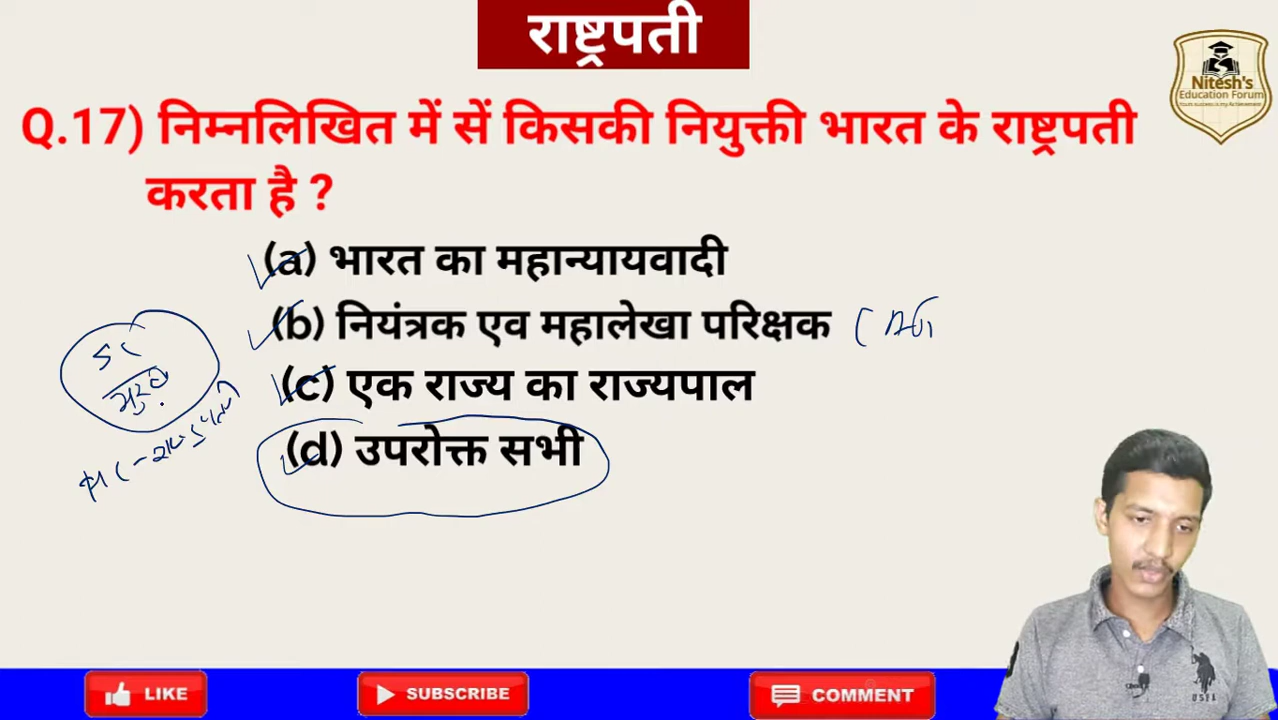 राष्ट्रपती
Nitesh's
Education Forum
Q.17) निम्नलिखित में सें किसकी नियुक्ती भारत के राष्ट्रपती
करता है ?
(a) भारत का महान्यायवादी
(b) नियंत्रक एव महालेखा परिक्षक
(c) एक राज्य का राज्यपाल
(d) उपरोक्त सभी
LIKE
SUBSCRIBE
COMMENT